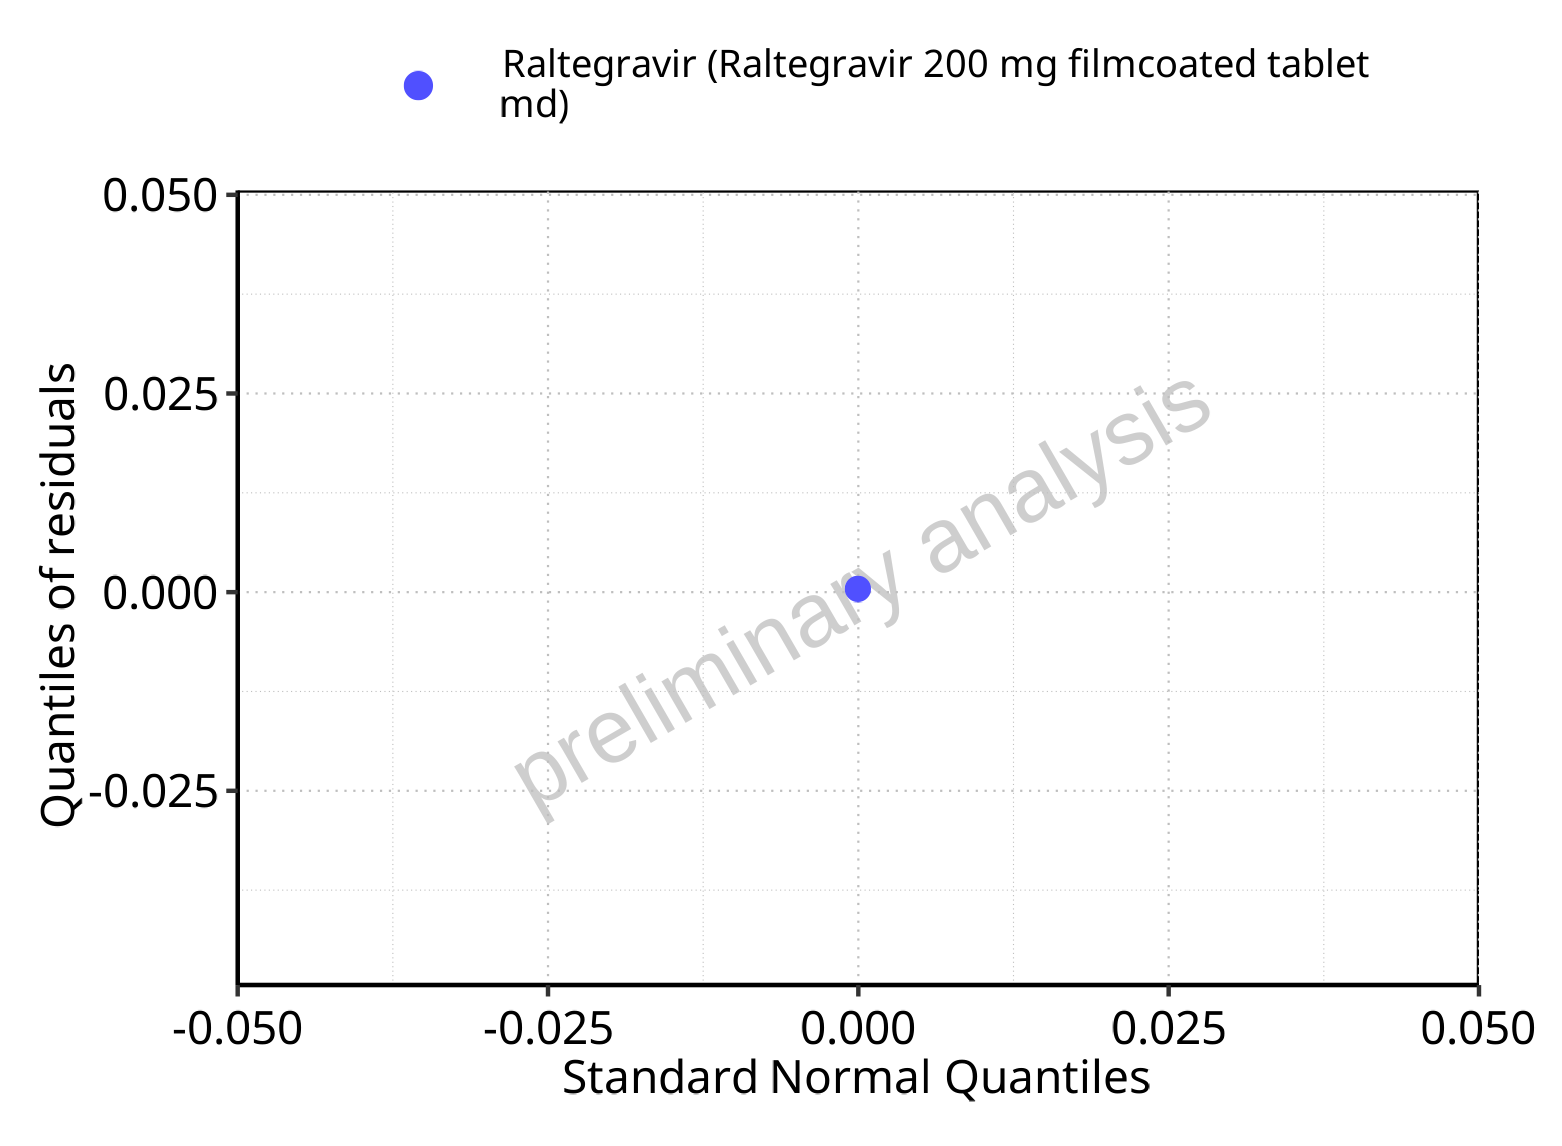 Raltegravir (Raltegravir 200 mg filmcoated tablet
md)
0.050
0.025
0.000
-0.025
Quantiles of residuals
preliminary analysis
-0.050 -0.025 0.000 0.025 0.050
Standard Normal Quantiles